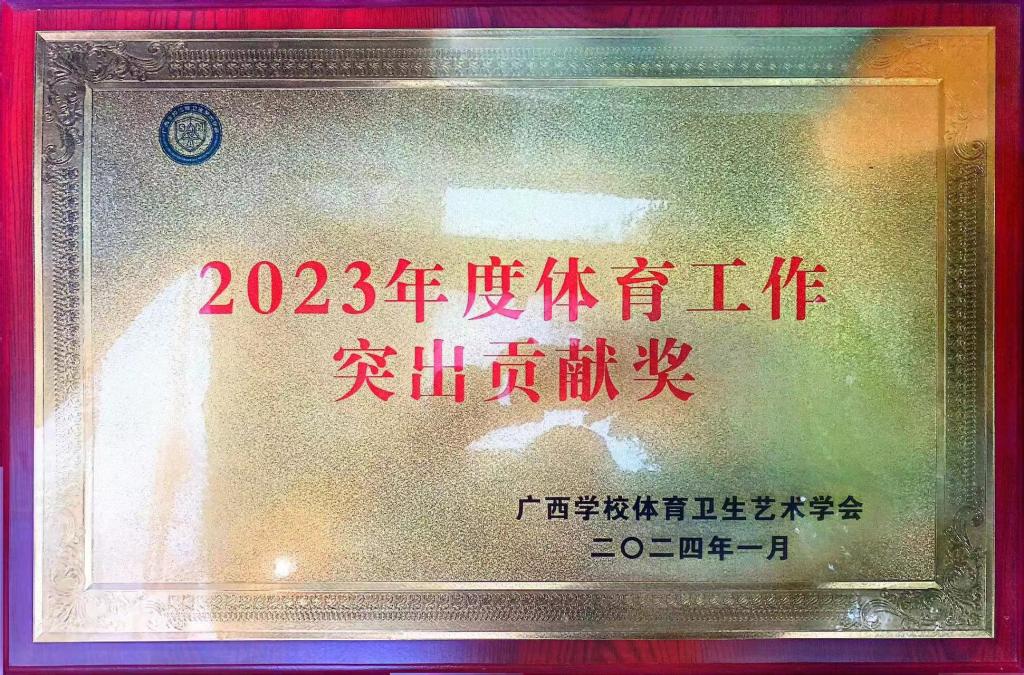 2023年度体育工作
突出贡献奖
广西学校体育卫生艺术学会
二〇二四年一月